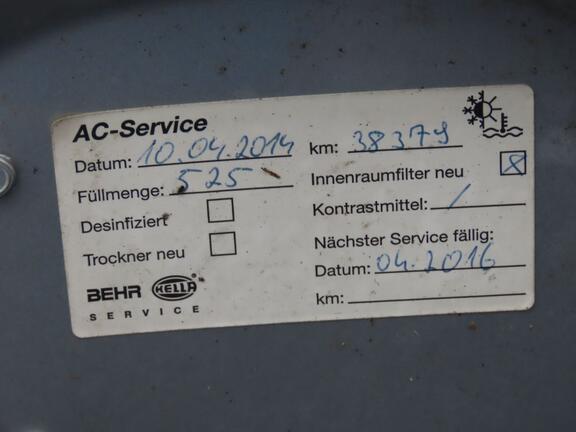 AC-Service
Datum: 10.04.2014 km: 38379
Füllmenge: 525 Innenraumfilter neu
Desinfiziert Kontrastmittel: /
Trockner neu Nächster Service fällig:
Datum: 04.2016
BEHR HELLA km:
SERVICE